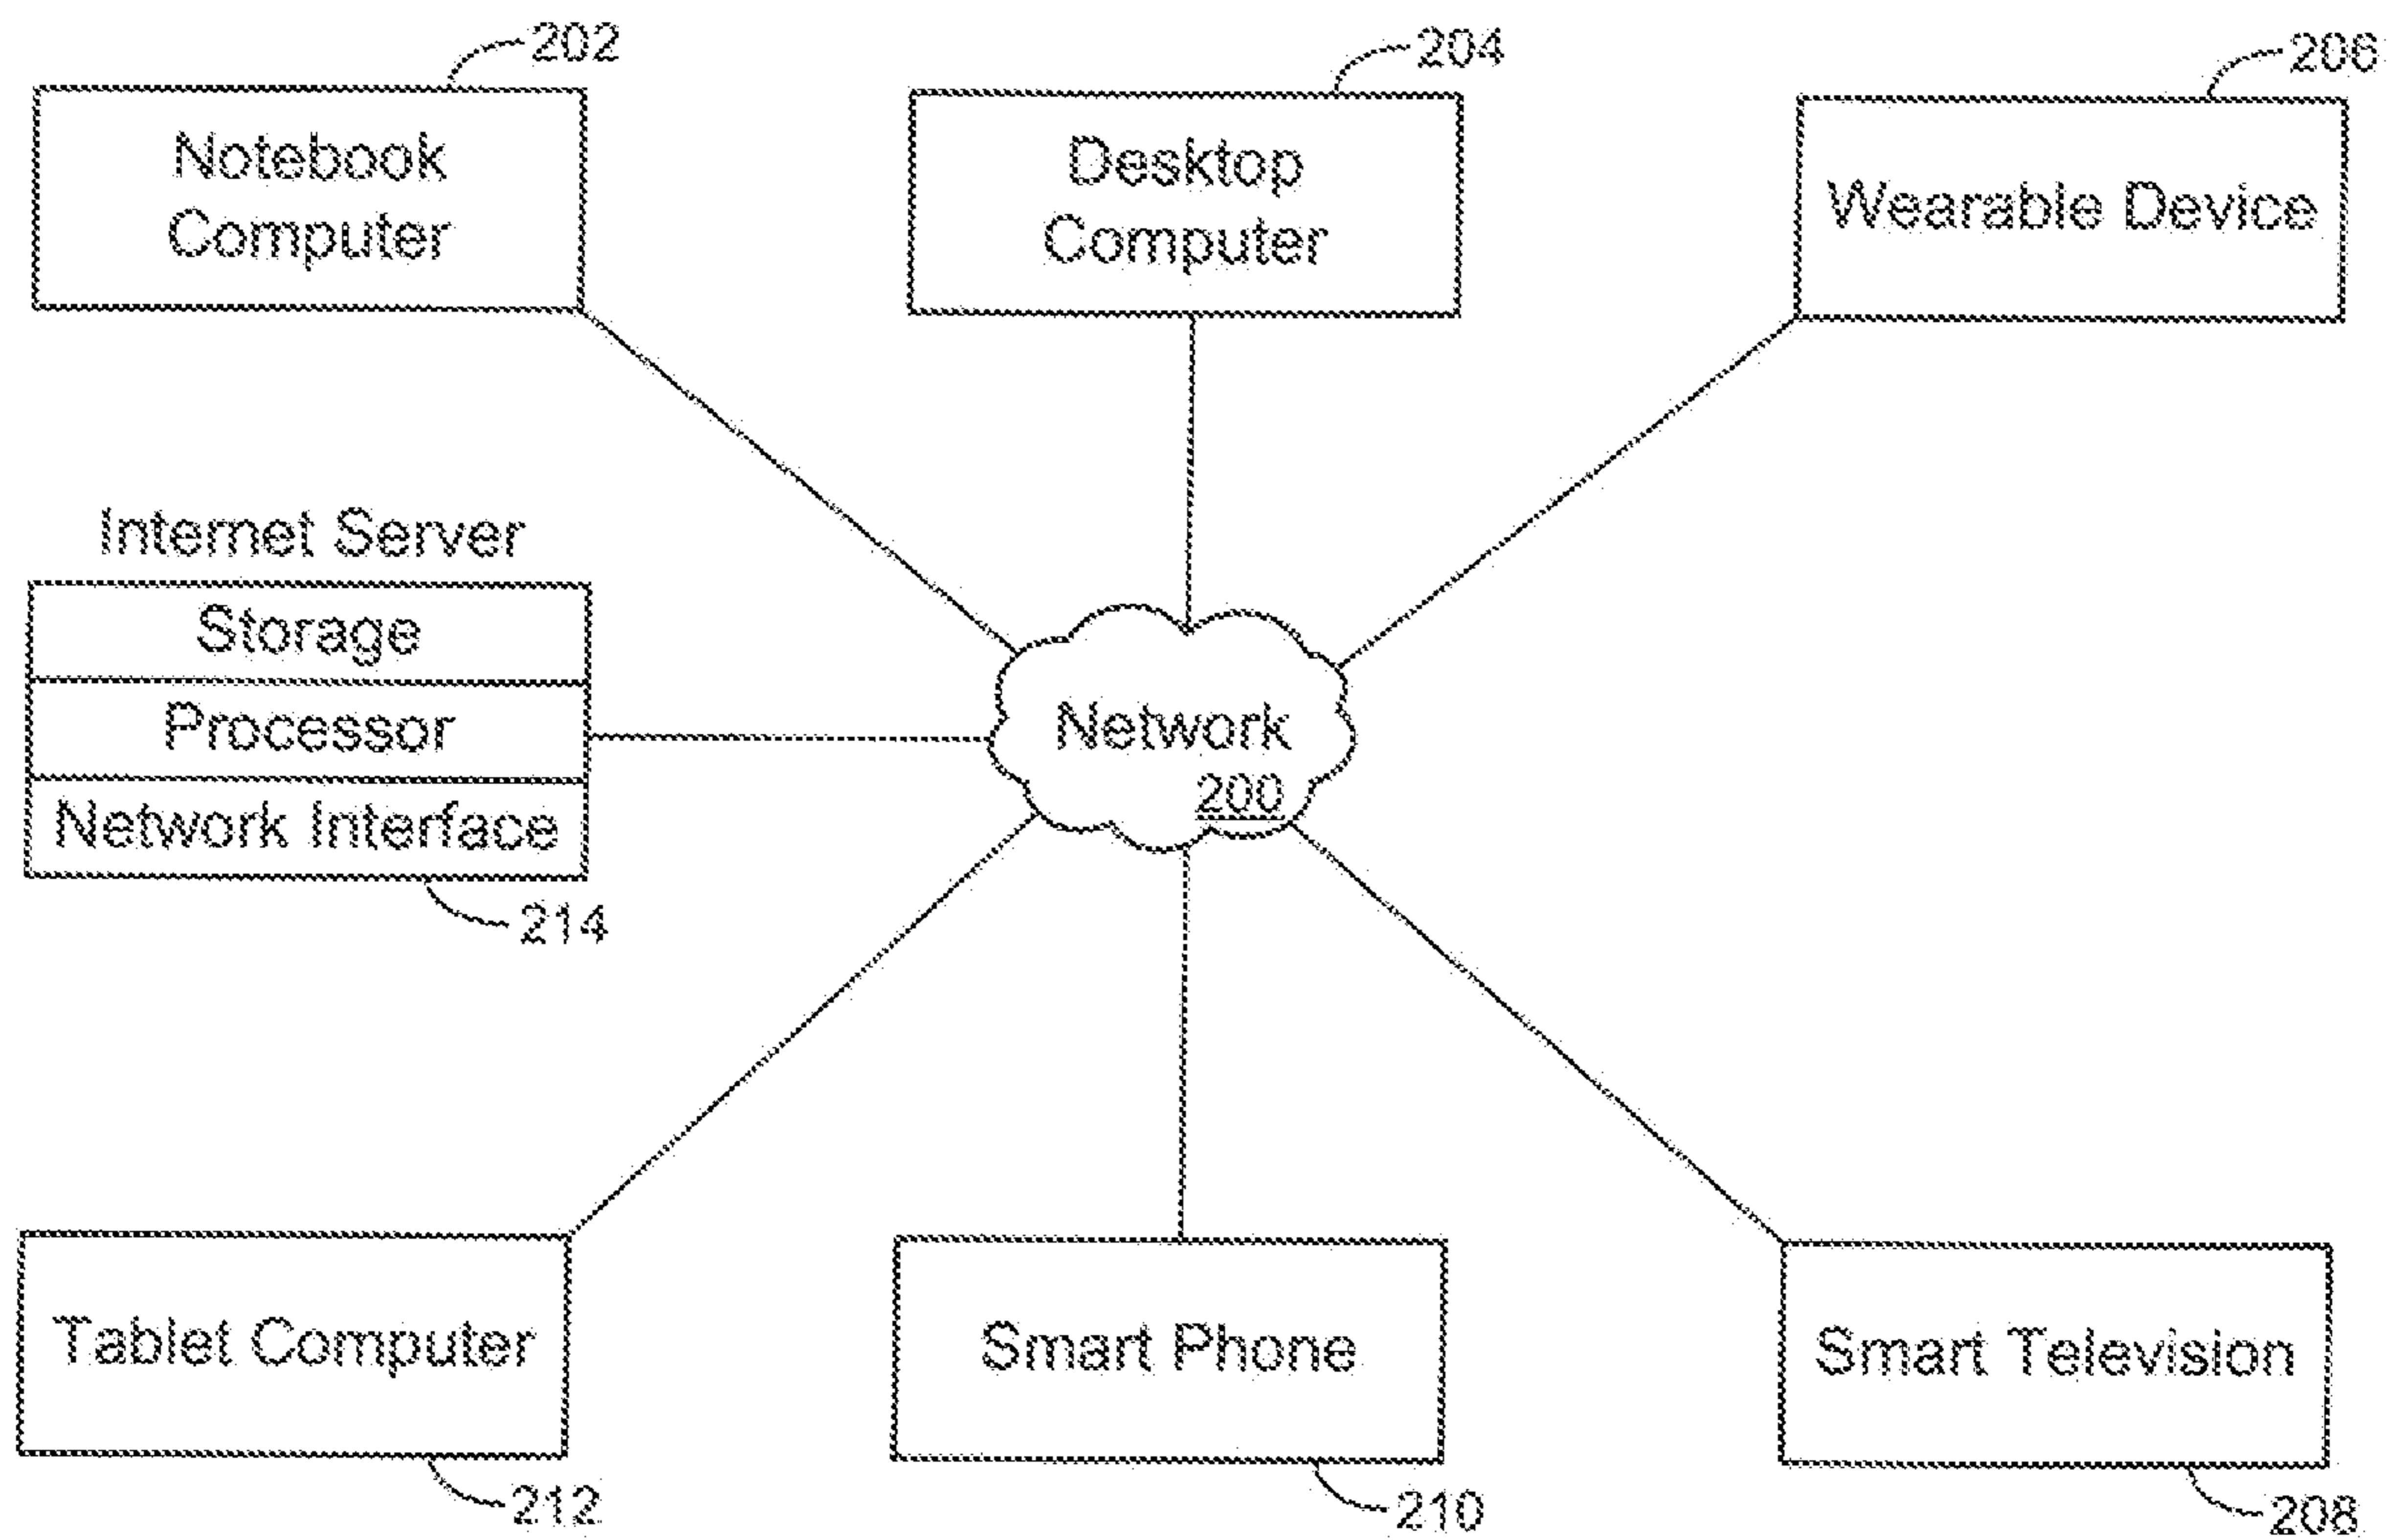 202
204
206
Notebook
Computer
Desktop
Computer
Wearable Device
Internet Server
Storage
Processor
Network Interface
214
Network
200
Tablet Computer
Smart Phone
Smart Television
212
210
208